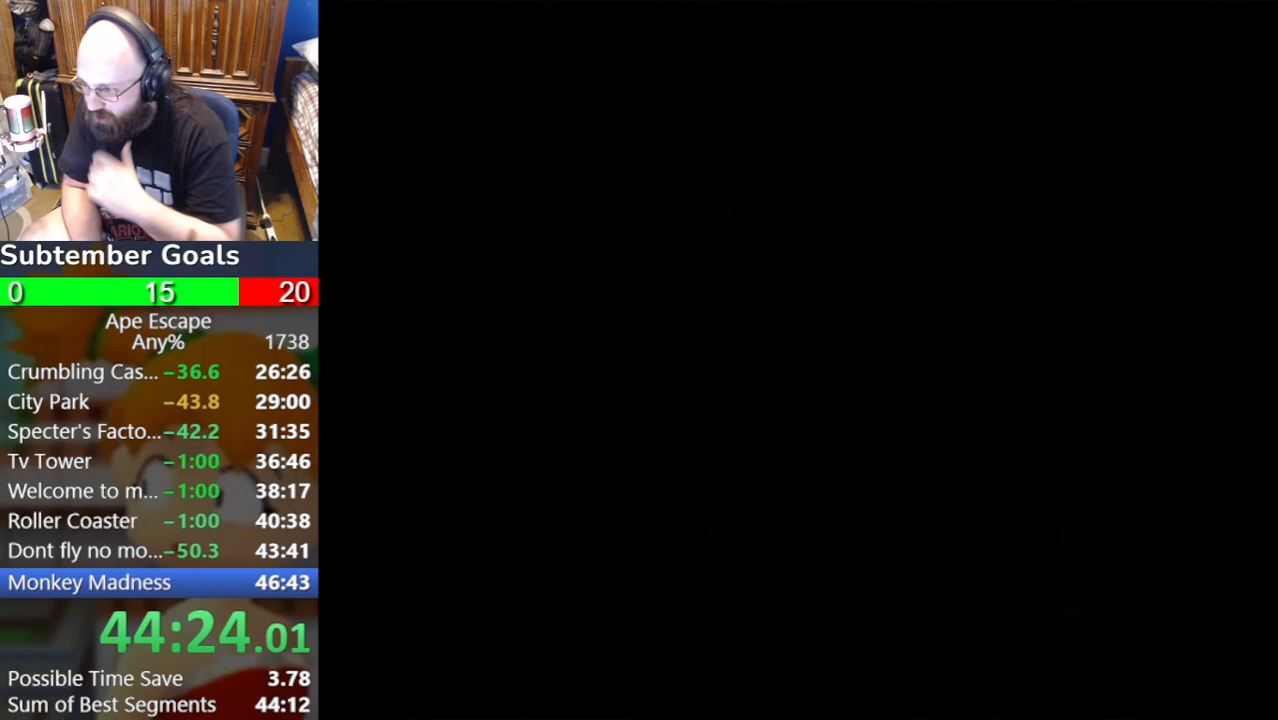 Subtember Goals
0 15 20
Ape Escape
Any% 1738
Crumbling Cas... -36.6 26:26
City Park -43.8 29:00
Specter's Facto... -42.2 31:35
Tv Tower -1:00 36:46
Welcome to m... -1:00 38:17
Roller Coaster -1:00 40:38
Dont fly no mo... -50.3 43:41
Monkey Madness 46:43
44:24.01
Possible Time Save 3.78
Sum of Best Segments 44:12